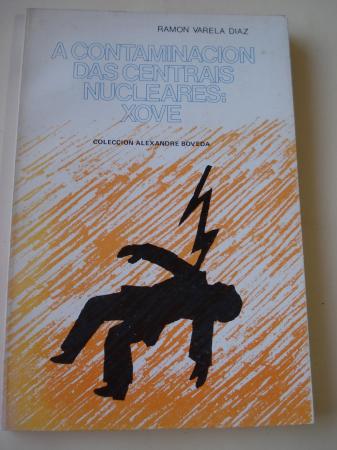 RAMON VARELA DIAZ
A CONTAMINACION
DAS CENTRAIS
NUCLEARES:
XOVE
COLECCION ALEXANDRE BOVEDA